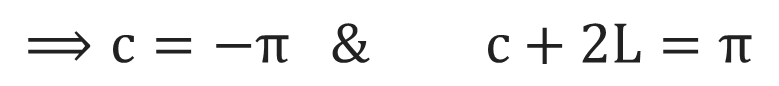 ⟹ c = −π & c + 2L = π